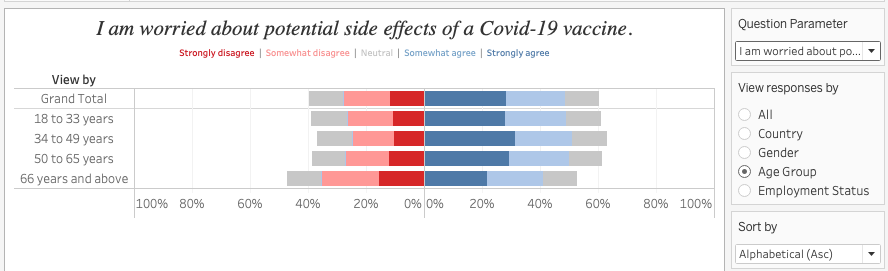 I am worried about potential side effects of a Covid-19 vaccine.
Strongly disagree | Somewhat disagree | Neutral | Somewhat agree | Strongly agree
View by
Grand Total
18 to 33 years
34 to 49 years
50 to 65 years
66 years and above
100% 80% 60% 40% 20% 0% 0% 20% 40% 60% 80% 100%
Question Parameter
I am worried about po...
View responses by
All
Country
Gender
Age Group
Employment Status
Sort by
Alphabetical (Asc)